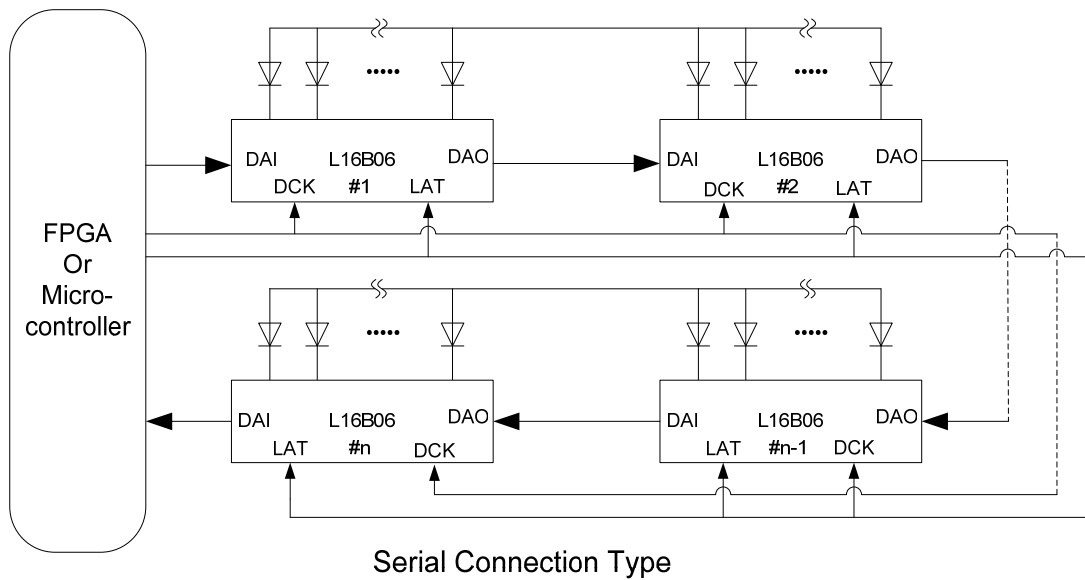 DAI L16B06 DAO
#1
DCK LAT
DAI L16B06 DAO
#2
DCK LAT
FPGA
Or
Micro-
controller
DAI L16B06 DAO
#n
LAT DCK
DAI L16B06 DAO
#n-1
LAT DCK
Serial Connection Type